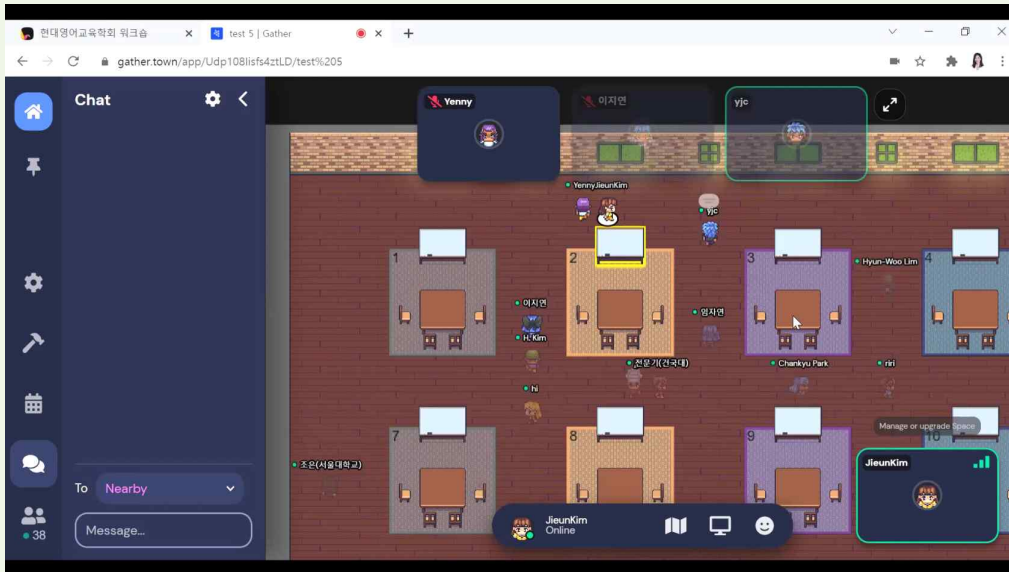 현대영어교육학회 워크숍
test 5 | Gather
gather.town/app/Udp108lisfs4ztLD/test%205
Chat
Yenny
이지연
yjc
Yenny JieunKim
yjc
1
2
3
4
Hyun-Woo Lim
이지연
임자연
H. Kim
전문기(건국대)
Chankyu Park
riri
hi
Manage or upgrade Space
7
8
9
10
조은(서울대학교)
JieunKim
To Nearby
Message...
38
JieunKim
Online